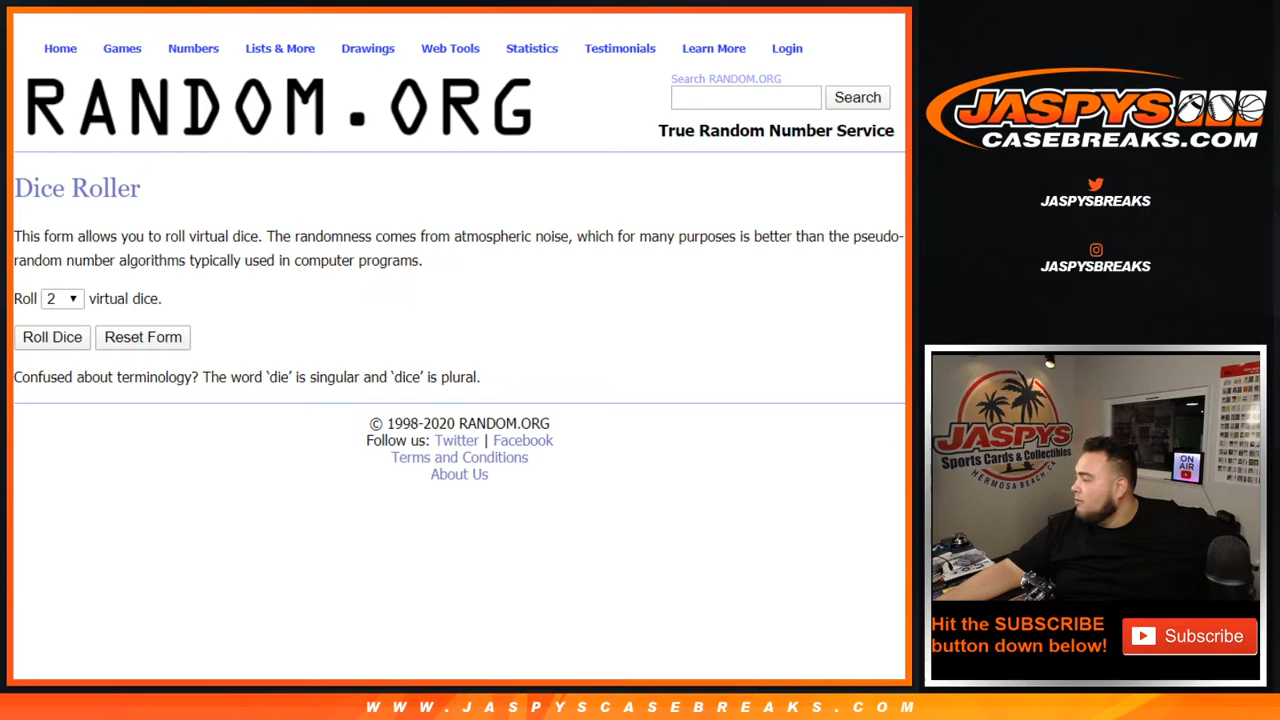 Home Games Numbers Lists & More Drawings Web Tools Statistics Testimonials Learn More Login
RANDOM.ORG
Search RANDOM.ORG
Search
True Random Number Service
Dice Roller
This form allows you to roll virtual dice. The randomness comes from atmospheric noise, which for many purposes is better than the pseudo-
random number algorithms typically used in computer programs.
Roll 2 virtual dice.
Roll Dice Reset Form
Confused about terminology? The word ‘die’ is singular and ‘dice’ is plural.
© 1998-2020 RANDOM.ORG
Follow us: Twitter | Facebook
Terms and Conditions
About Us
JASPYS
CASEBREAKS.COM
JASPYSBREAKS
JASPYSBREAKS
JASPYS
Sports Cards & Collectibles
HERMOSA BEACH, CA
ON
AIR
Hit the SUBSCRIBE
button down below!
Subscribe
WWW.JASPYSCASEBREAKS.COM